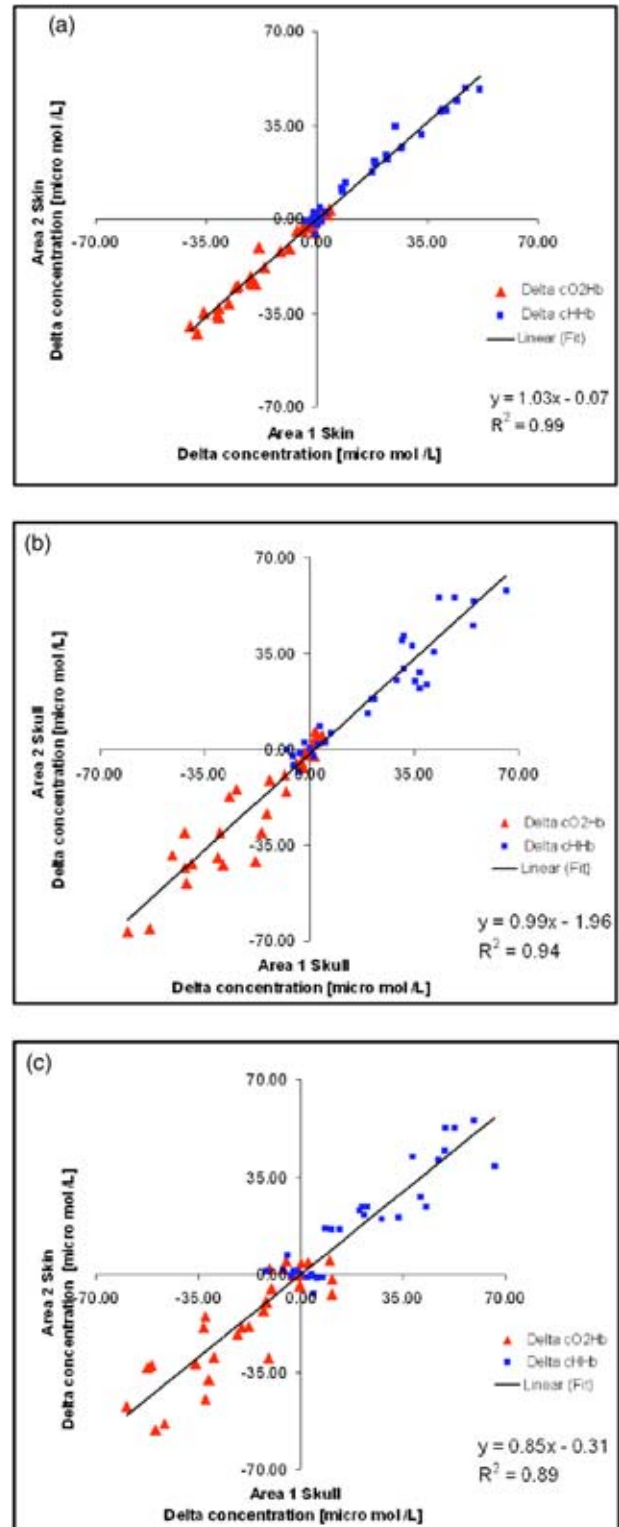 (a)
70.00
35.00
0.00
-70.00 -35.00 0.00 35.00 70.00
-35.00
-70.00
Area 2 Skin
Delta concentration [micro mol /L]
Delta cO2Hb
Delta cHHb
Linear (Fit)
y = 1.03x - 0.07
R² = 0.99
Area 1 Skin
Delta concentration [micro mol /L]
(b)
70.00
35.00
0.00
-70.00 -35.00 0.00 35.00 70.00
-35.00
-70.00
Area 2 Skull
Delta concentration [micro mol /L]
Delta cO2Hb
Delta cHHb
Linear (Fit)
y = 0.99x - 1.96
R² = 0.94
Area 1 Skull
Delta concentration [micro mol /L]
(c)
70.00
35.00
0.00
-70.00 -35.00 0.00 35.00 70.00
-35.00
-70.00
Area 2 Skin
Delta concentration [micro mol /L]
Delta cO2Hb
Delta cHHb
Linear (Fit)
y = 0.85x - 0.31
R² = 0.89
Area 1 Skull
Delta concentration [micro mol /L]